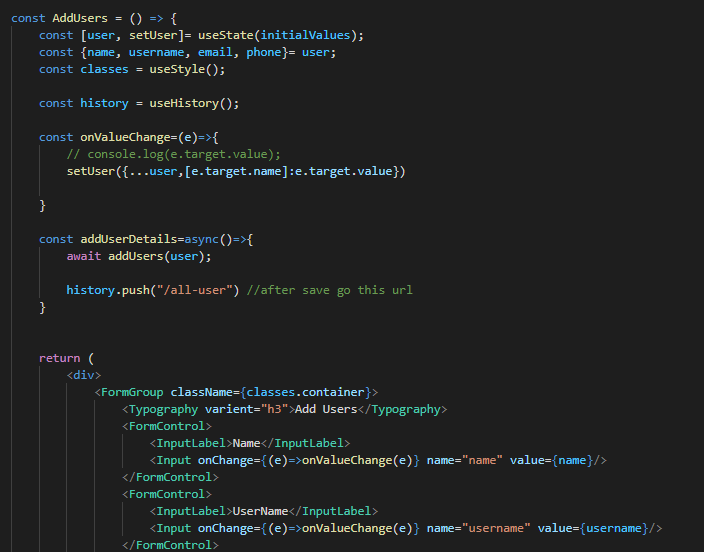 const AddUsers = () => {
const [user, setUser]= useState(initialValues);
const {name, username, email, phone}= user;
const classes = useStyle();
const history = useHistory();
const onValueChange=(e)=>{
// console.log(e.target.value);
setUser({...user,[e.target.name]:e.target.value})
}
const addUserDetails=async()=>{
await addUsers(user);
history.push("/all-user") //after save go this url
}
return (
<div>
<FormGroup className={classes.container}>
<Typography varient="h3">Add Users</Typography>
<FormControl>
<InputLabel>Name</InputLabel>
<Input onChange={(e)=>onValueChange(e)} name="name" value={name}/>
</FormControl>
<FormControl>
<InputLabel>UserName</InputLabel>
<Input onChange={(e)=>onValueChange(e)} name="username" value={username}/>
</FormControl>